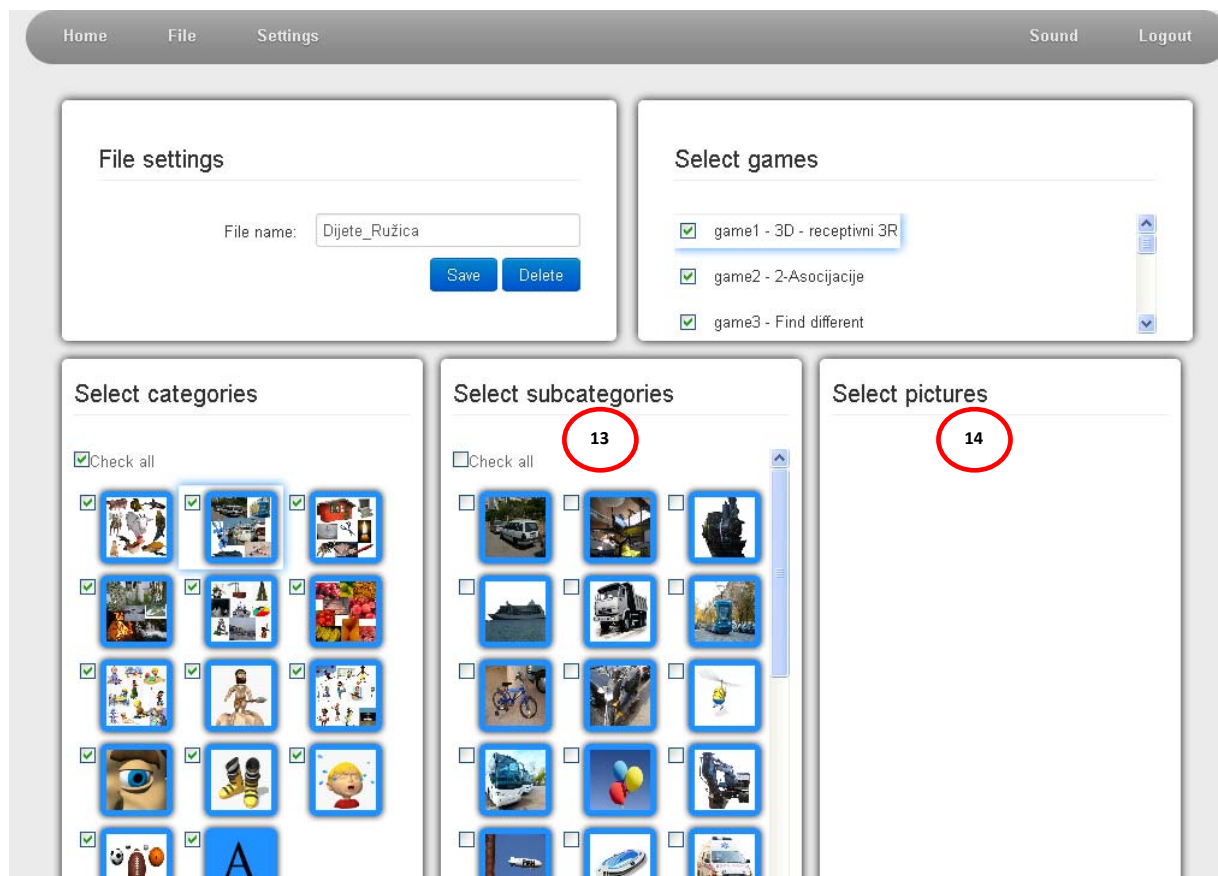 Home File Settings Sound Logout
File settings
File name: Dijete_Ružica
Save Delete
Select games
game1 - 3D - receptivni 3R
game2 - 2-Asocijacije
game3 - Find different
Select categories
Check all
A
Select subcategories
13
Check all
Select pictures
14